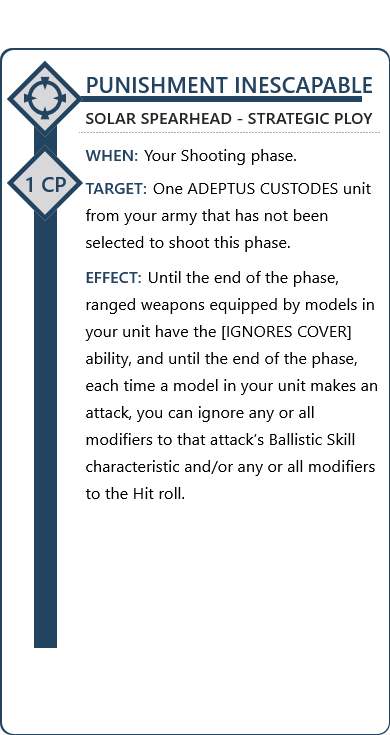 PUNISHMENT INESCAPABLE
SOLAR SPEARHEAD - STRATEGIC PLOY
1 CP
WHEN: Your Shooting phase.
TARGET: One ADEPTUS CUSTODES unit
from your army that has not been
selected to shoot this phase.
EFFECT: Until the end of the phase,
ranged weapons equipped by models in
your unit have the [IGNORES COVER]
ability, and until the end of the phase,
each time a model in your unit makes an
attack, you can ignore any or all
modifiers to that attack’s Ballistic Skill
characteristic and/or any or all modifiers
to the Hit roll.